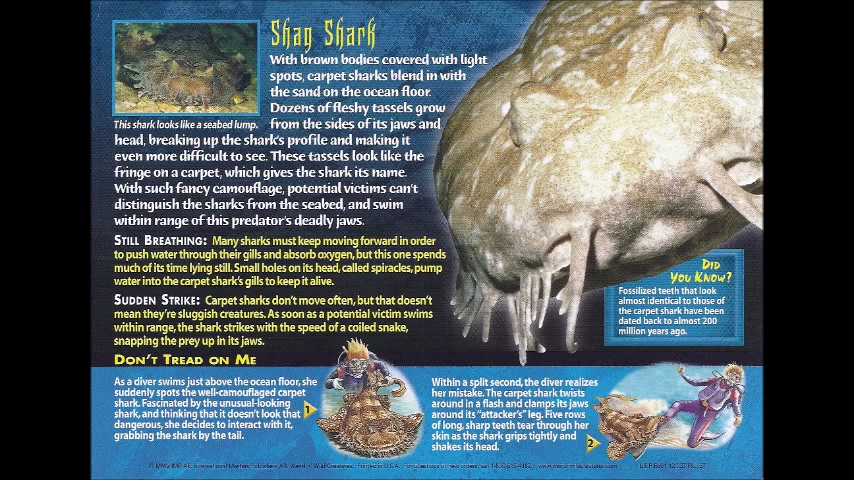 Shag Shark
With brown bodies covered with light
spots, carpet sharks blend in with
the sand on the ocean floor.
Dozens of fleshy tassels grow
from the sides of its jaws and
head, breaking up the shark's profile and making it
even more difficult to see. These tassels look like the
fringe on a carpet, which gives the shark its name.
With such fancy camouflage, potential victims can't
distinguish the sharks from the seabed, and swim
within range of this predator's deadly jaws.
This shark looks like a seabed lump.
STILL BREATHING: Many sharks must keep moving forward in order
to push water through their gills and absorb oxygen, but this one spends
much of its time lying still. Small holes on its head, called spiracles, pump
water into the carpet shark's gills to keep it alive.
SUDDEN STRIKE: Carpet sharks don't move often, but that doesn't
mean they're sluggish creatures. As soon as a potential victim swims
within range, the shark strikes with the speed of a coiled snake,
snapping the prey up in its jaws.
DID
YOU KNOW?
Fossilized teeth that look
almost identical to those of
the carpet shark have been
dated back to almost 200
million years ago.
DON'T TREAD ON ME
As a diver swims just above the ocean floor, she
suddenly spots the well-camouflaged carpet
shark. Fascinated by the unusual-looking
shark, and thinking that it doesn't look that
dangerous, she decides to interact with it,
grabbing the shark by the tail.
1
Within a split second, the diver realizes
her mistake. The carpet shark twists
around in a flash and clamps its jaws
around its "attacker's" leg. Five rows
of long, sharp teeth tear through her
skin as the shark grips tightly and
shakes its head.
2
International Masters Publishers AB. Printed in U.S.A. For questions or new orders call